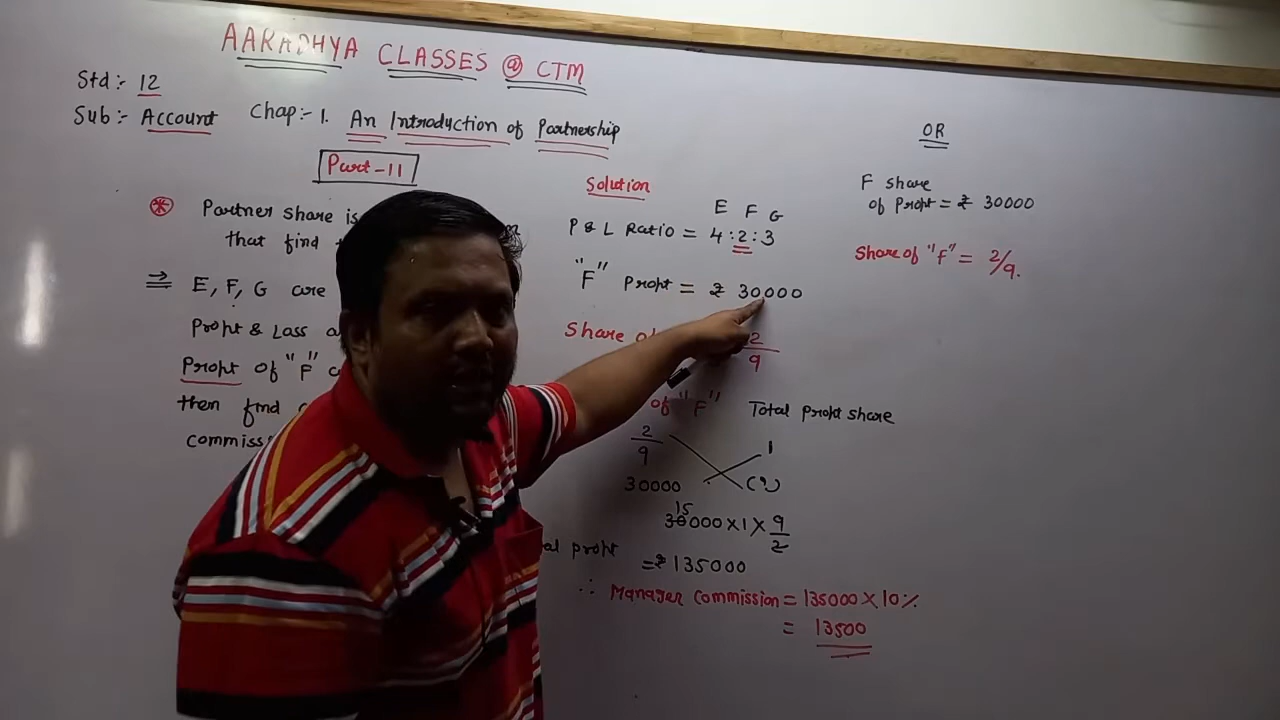 AARADHYA CLASSES @ CTM
Std :- 12
Sub :- Account Chap :- 1. An Introduction of Partnership
Part - 11
Partner share is
that find
⇒ E, F, G are
Profit & Lass a
Profit of "F"
then find
commiss
Solution
E F G
P & L Ratio = 4 : 2 : 3
"F" Profit = ₹ 30000
Share of
2
9
of "F" Total Profit share
2
9
1
30000 (?)
15
30000 × 1 × 9
2
al profit = ₹ 135000
∴ Manager Commission = 135000 × 10%
= 13500
OR
F share
of Profit = ₹ 30000
Share of "F" = 2/9.